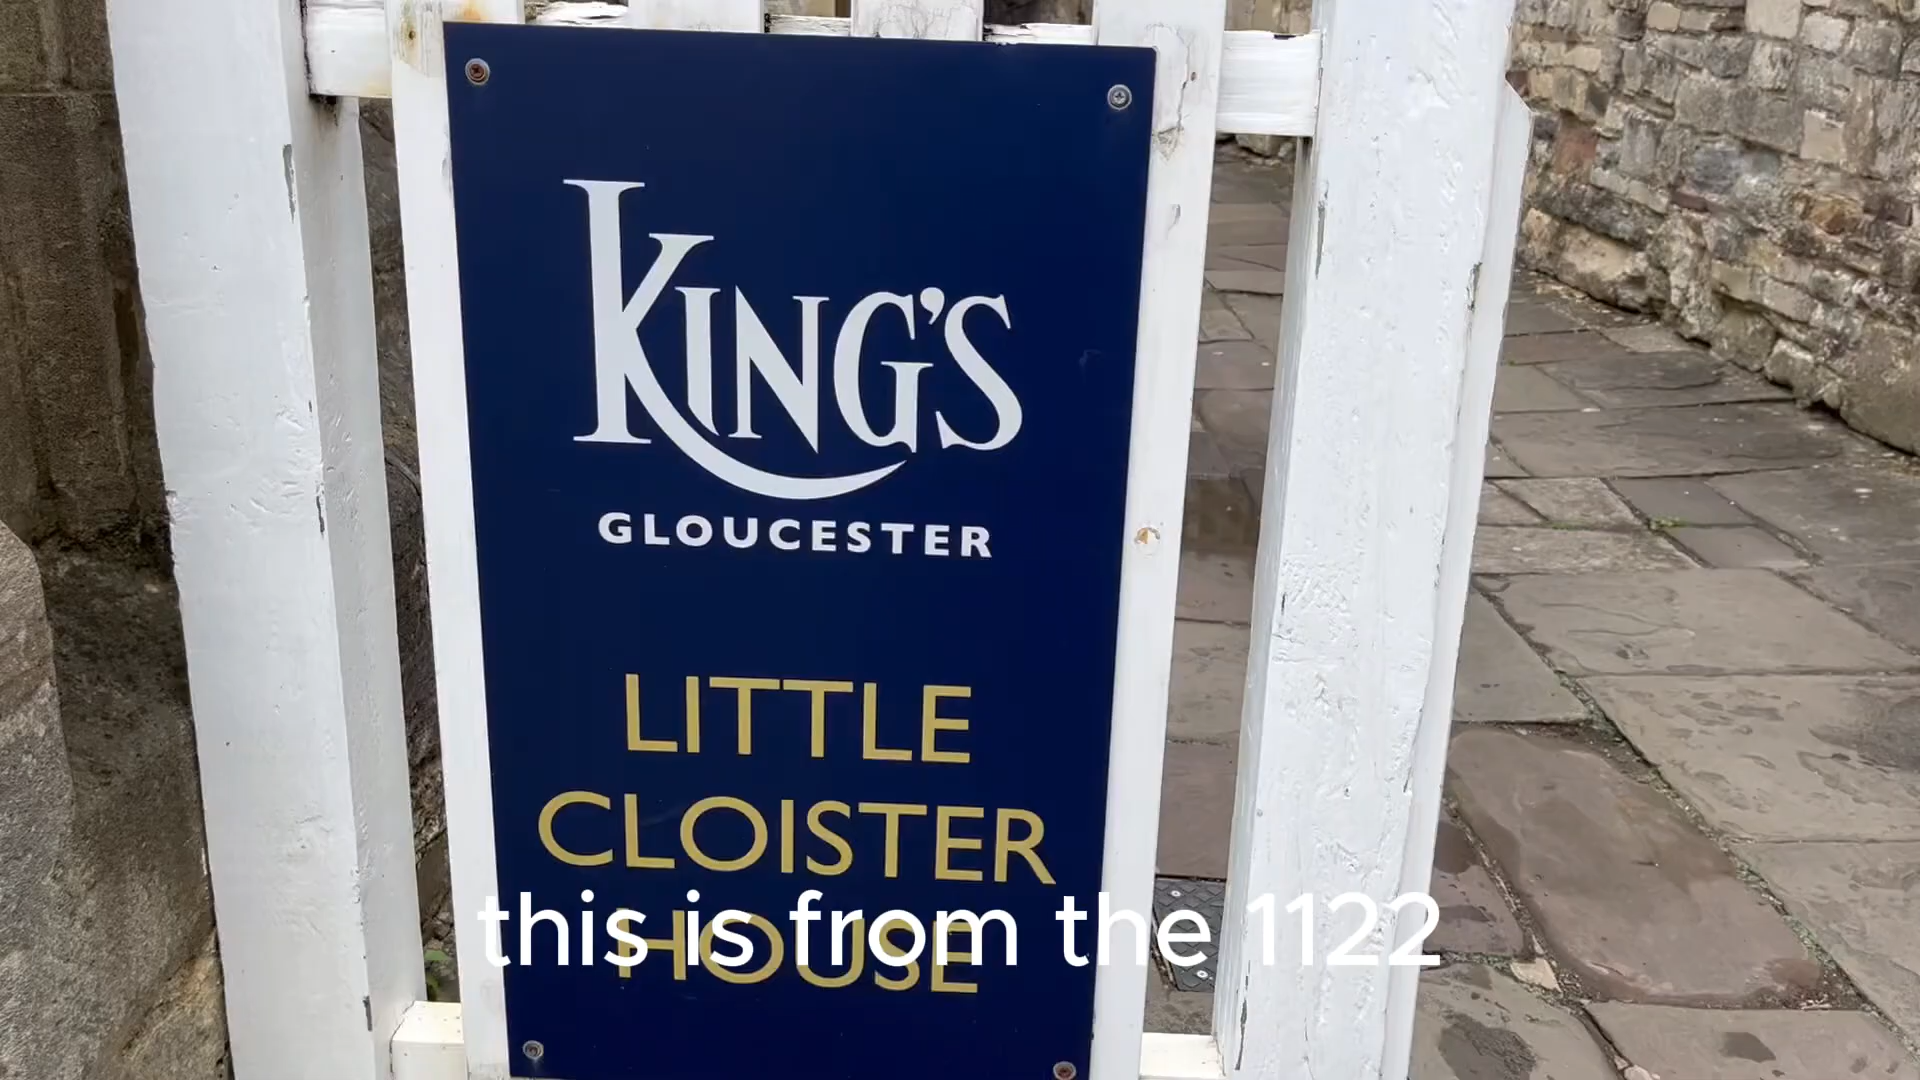 KING'S
GLOUCESTER
LITTLE
CLOISTER
HOUSE
this is from the 1122